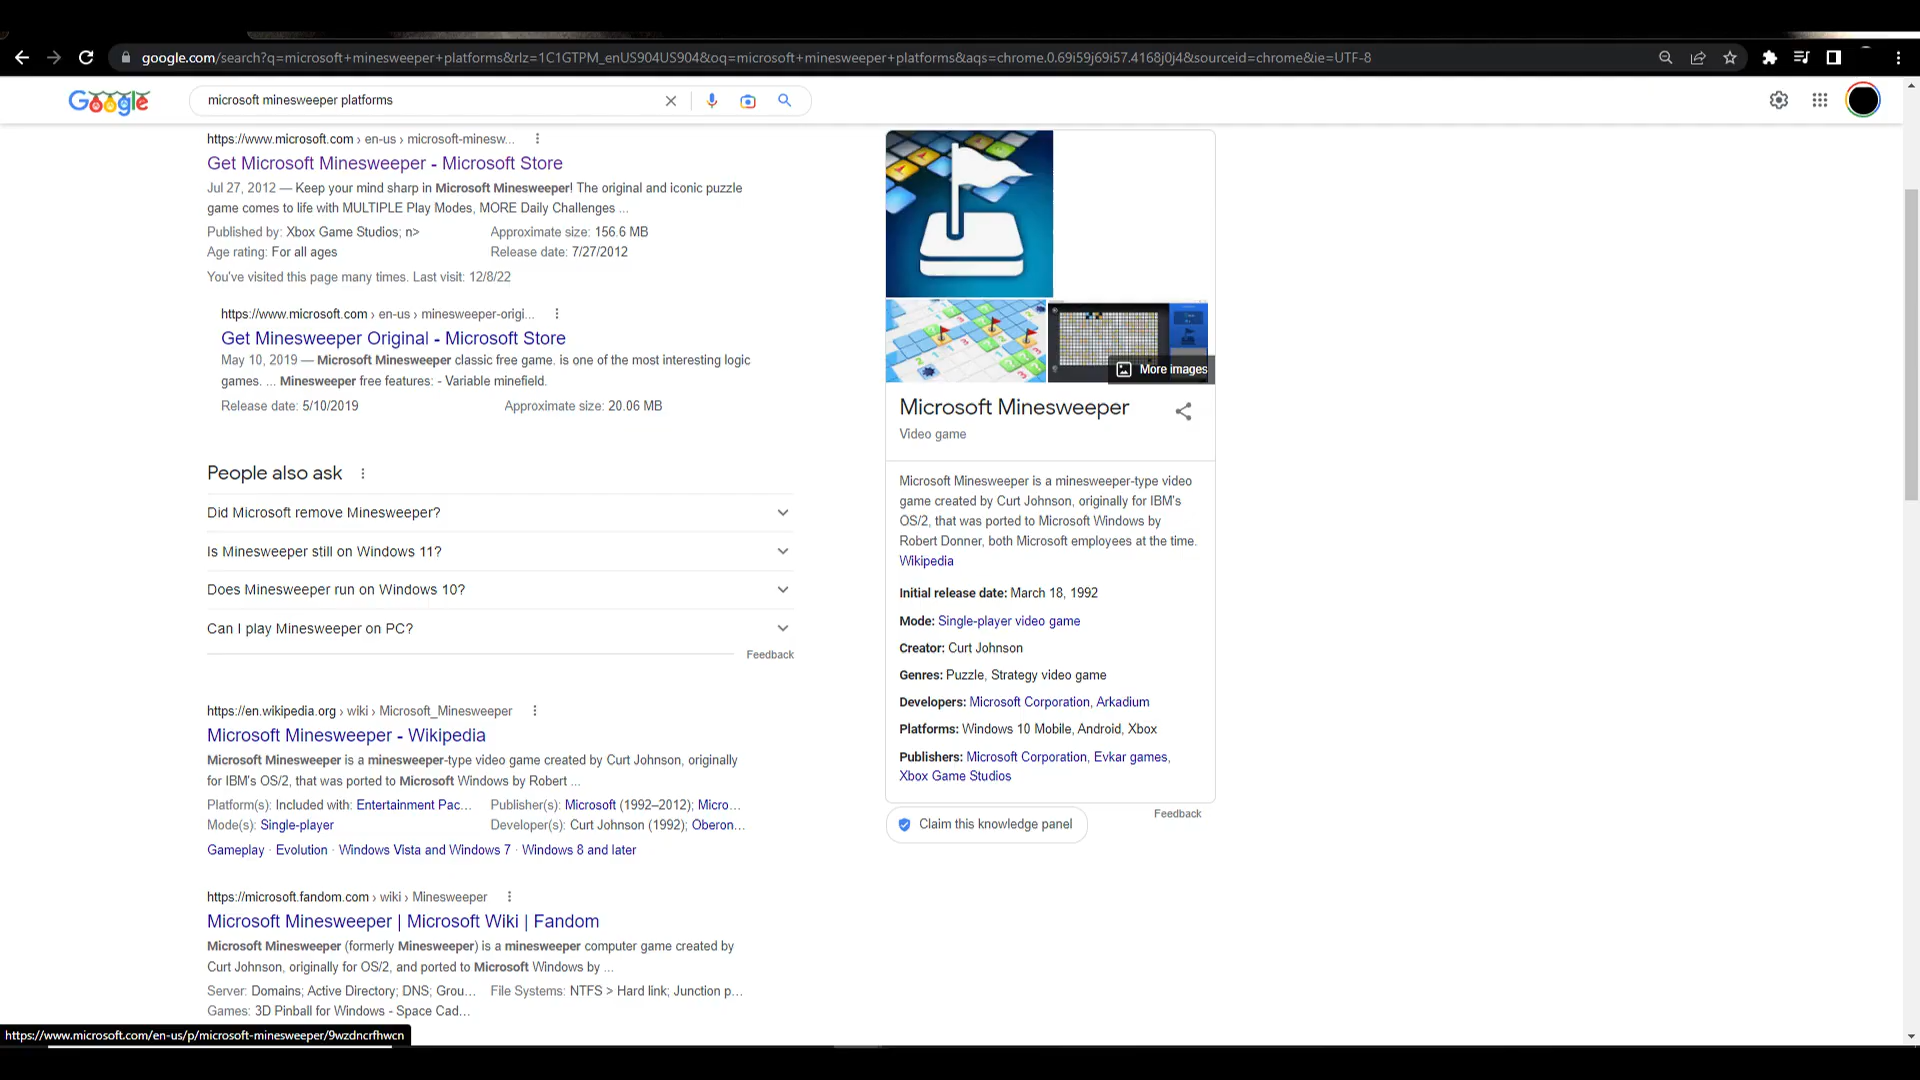 google.com/search?q=microsoft+minesweeper+platforms&rlz=1C1GTPM_enUS904US904&oq=microsoft+minesweeper+platforms&aqs=chrome.0.69i59j69i57.4168j0j4&sourceid=chrome&ie=UTF-8
Google
microsoft minesweeper platforms
https://www.microsoft.com › en-us › microsoft-minesw...
Get Microsoft Minesweeper - Microsoft Store
Jul 27, 2012 — Keep your mind sharp in Microsoft Minesweeper! The original and iconic puzzle
game comes to life with MULTIPLE Play Modes, MORE Daily Challenges ...
Published by: Xbox Game Studios; n>
Approximate size: 156.6 MB
Age rating: For all ages
Release date: 7/27/2012
You've visited this page many times. Last visit: 12/8/22
https://www.microsoft.com › en-us › minesweeper-origi...
Get Minesweeper Original - Microsoft Store
May 10, 2019 — Microsoft Minesweeper classic free game. is one of the most interesting logic
games. ... Minesweeper free features: - Variable minefield.
Release date: 5/10/2019
Approximate size: 20.06 MB
People also ask
Did Microsoft remove Minesweeper?
Is Minesweeper still on Windows 11?
Does Minesweeper run on Windows 10?
Can I play Minesweeper on PC?
Feedback
https://en.wikipedia.org › wiki › Microsoft_Minesweeper
Microsoft Minesweeper - Wikipedia
Microsoft Minesweeper is a minesweeper-type video game created by Curt Johnson, originally
for IBM's OS/2, that was ported to Microsoft Windows by Robert ...
Platform(s): Included with: Entertainment Pac...
Publisher(s): Microsoft (1992–2012); Micro...
Mode(s): Single-player
Developer(s): Curt Johnson (1992); Oberon...
Gameplay · Evolution · Windows Vista and Windows 7 · Windows 8 and later
https://microsoft.fandom.com › wiki › Minesweeper
Microsoft Minesweeper | Microsoft Wiki | Fandom
Microsoft Minesweeper (formerly Minesweeper) is a minesweeper computer game created by
Curt Johnson, originally for OS/2, and ported to Microsoft Windows by ...
Server: Domains; Active Directory; DNS; Grou...
File Systems: NTFS > Hard link; Junction p...
Games: 3D Pinball for Windows - Space Cad...
https://www.microsoft.com/en-us/p/microsoft-minesweeper/9wzdncrfhwcn
More images
Microsoft Minesweeper
Video game
Microsoft Minesweeper is a minesweeper-type video
game created by Curt Johnson, originally for IBM's
OS/2, that was ported to Microsoft Windows by
Robert Donner, both Microsoft employees at the time.
Wikipedia
Initial release date: March 18, 1992
Mode: Single-player video game
Creator: Curt Johnson
Genres: Puzzle, Strategy video game
Developers: Microsoft Corporation, Arkadium
Platforms: Windows 10 Mobile, Android, Xbox
Publishers: Microsoft Corporation, Evkar games,
Xbox Game Studios
Feedback
Claim this knowledge panel